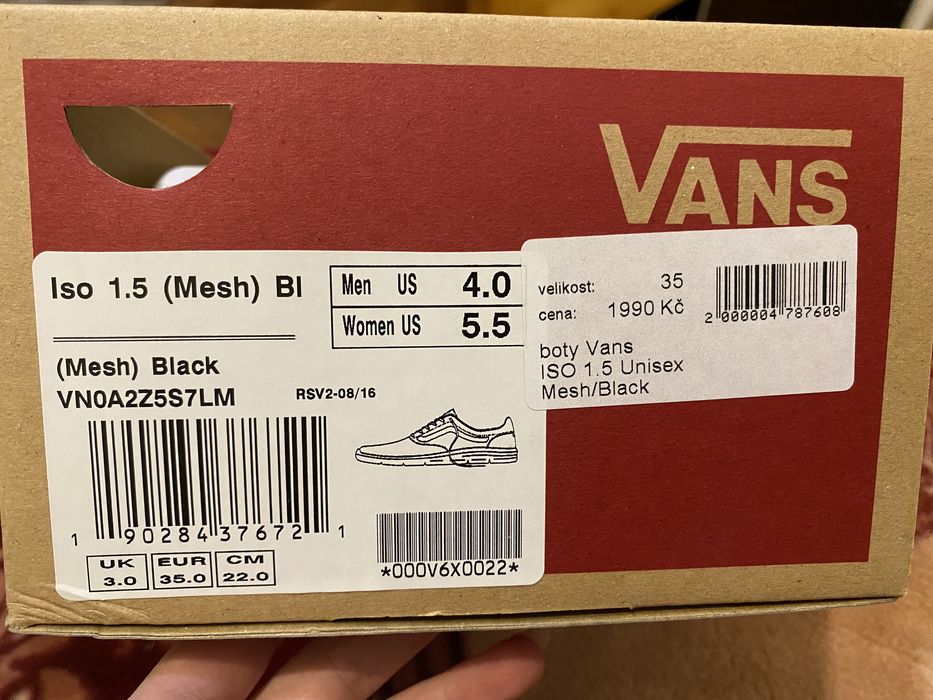 VANS
Iso 1.5 (Mesh) Bl
Men US 4.0
Women US 5.5
(Mesh) Black
VN0A2Z5S7LM
RSV2-08/16
1 90284 37672 1
UK 3.0
EUR 35.0
CM 22.0
*000V6X0022*
velikost: 35
cena: 1990 Kč
2 000004 787608
boty Vans
ISO 1.5 Unisex
Mesh/Black